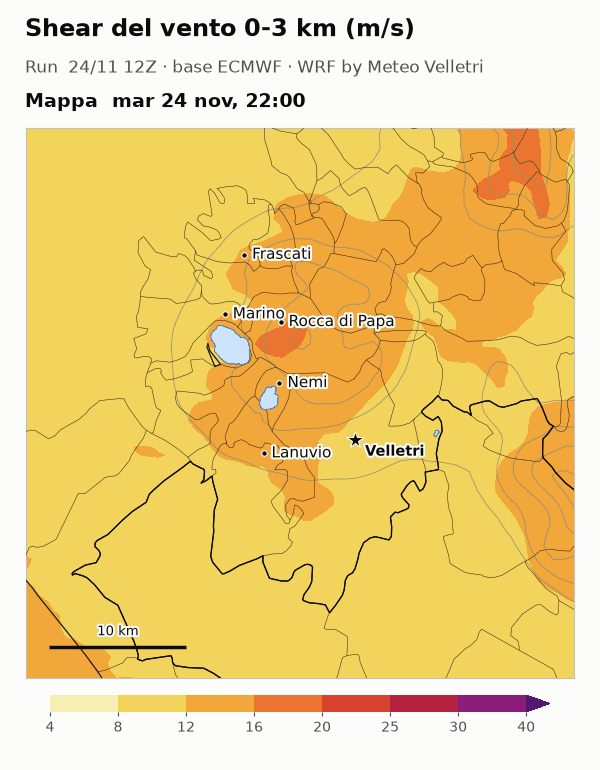 Shear del vento 0-3 km (m/s)
Run  24/11 12Z · base ECMWF · WRF by Meteo Velletri
Mappa  mar 24 nov, 22:00
Frascati
Marino
Rocca di Papa
Nemi
Velletri
Lanuvio
10 km
4 8 12 16 20 25 30 40